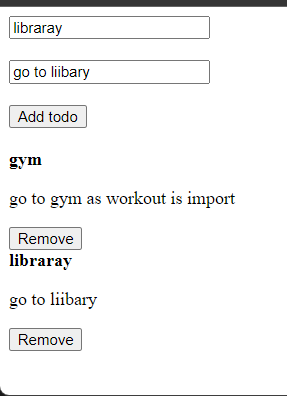 libraray
go to liibary
Add todo
gym
go to gym as workout is import
Remove
libraray
go to liibary
Remove